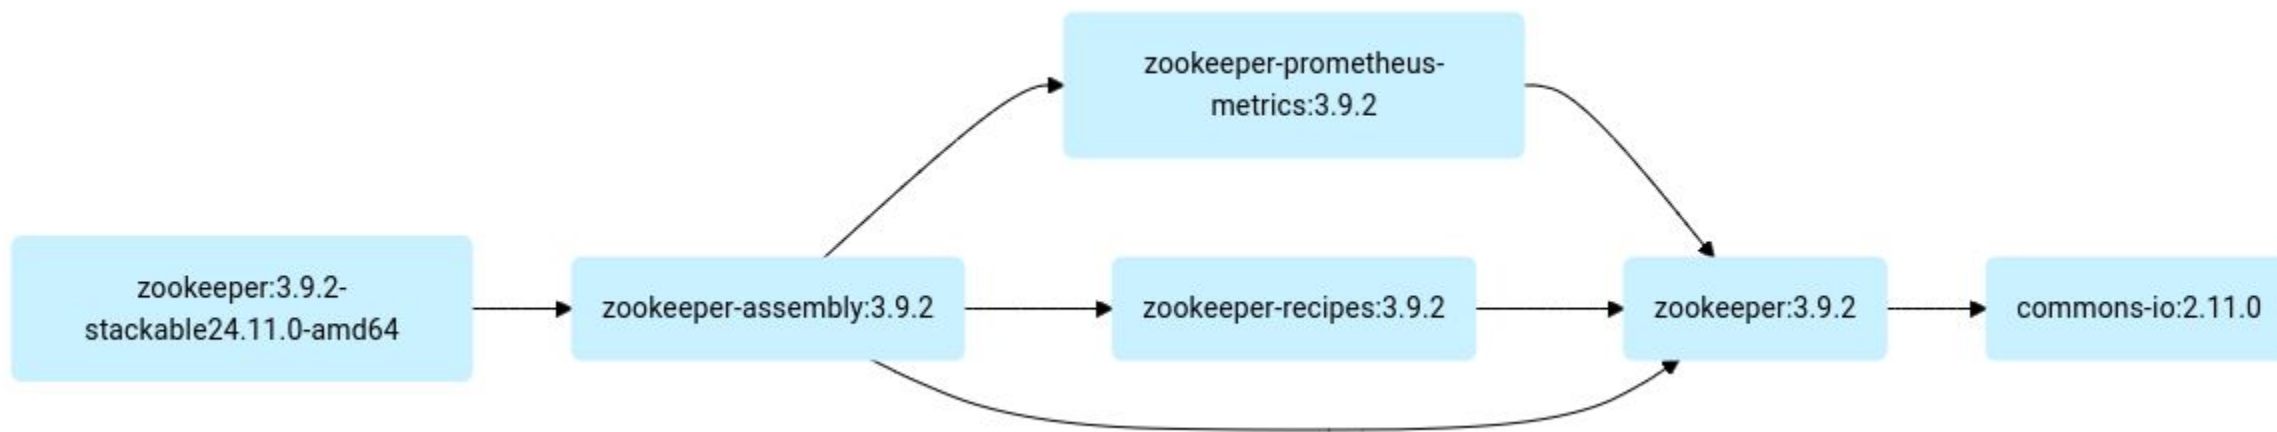 zookeeper-prometheus-
metrics:3.9.2
zookeeper:3.9.2-
stackable24.11.0-amd64
zookeeper-assembly:3.9.2
zookeeper-recipes:3.9.2
zookeeper:3.9.2
commons-io:2.11.0